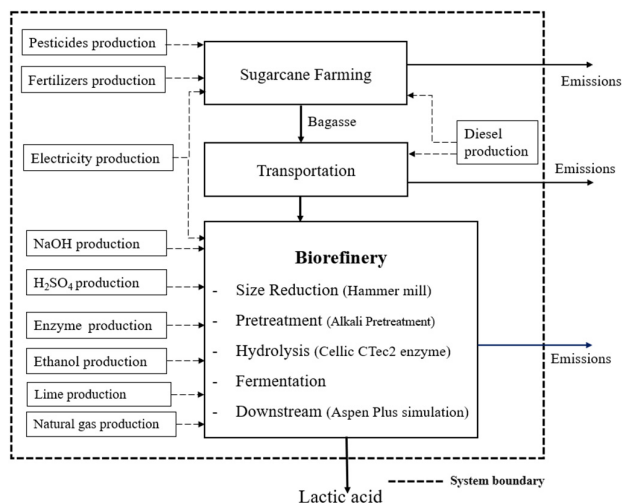 Pesticides production
Fertilizers production
Sugarcane Farming
Emissions
Bagasse
Diesel
production
Electricity production
Transportation
Emissions
NaOH production
H₂SO₄ production
Enzyme production
Ethanol production
Lime production
Natural gas production
Biorefinery
- Size Reduction (Hammer mill)
- Pretreatment (Alkali Pretreatment)
- Hydrolysis (Cellic CTec2 enzyme)
- Fermentation
- Downstream (Aspen Plus simulation)
Emissions
System boundary
Lactic acid